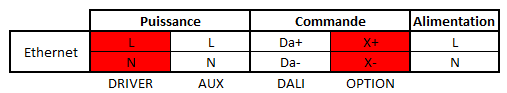 Puissance Commande Alimentation
Ethernet
L L Da+ X+ L
N N Da- X- N
DRIVER AUX DALI OPTION